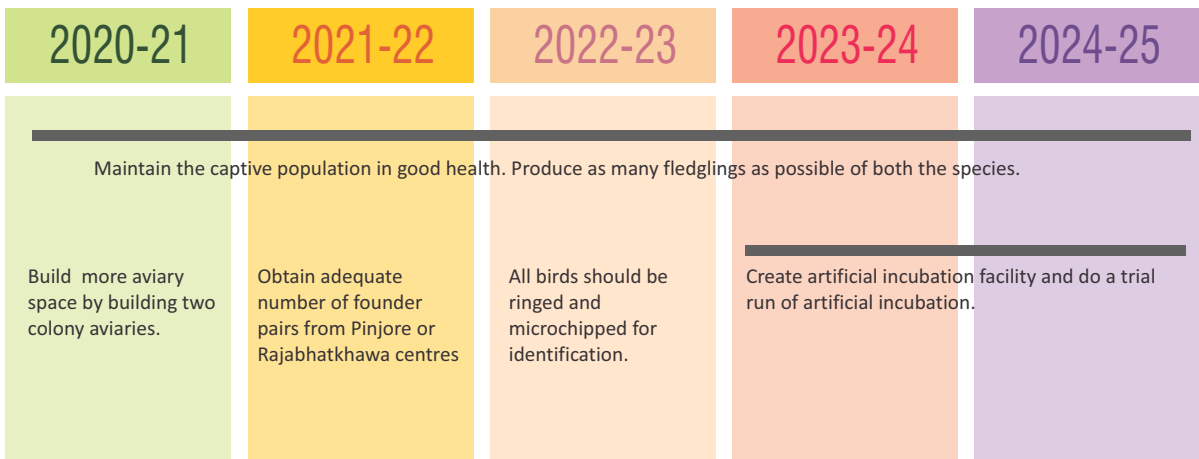 2020-21 2021-22 2022-23 2023-24 2024-25
Maintain the captive population in good health. Produce as many fledglings as possible of both the species.
Build more aviary
space by building two
colony aviaries.
Obtain adequate
number of founder
pairs from Pinjore or
Rajabhatkhawa centres
All birds should be
ringed and
microchipped for
identification.
Create artificial incubation facility and do a trial
run of artificial incubation.